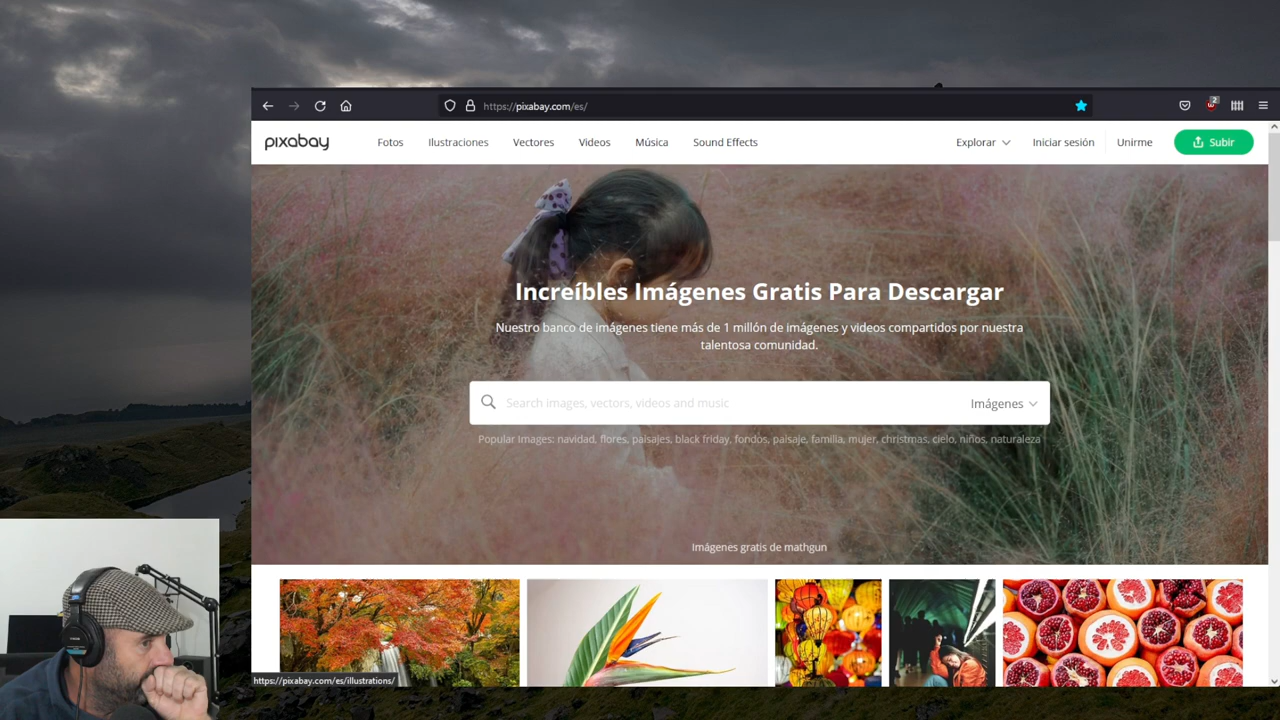 https://pixabay.com/es/
2
pixabay
Fotos
Ilustraciones
Vectores
Videos
Música
Sound Effects
Explorar
Iniciar sesión
Unirme
Subir
Increíbles Imágenes Gratis Para Descargar
Nuestro banco de imágenes tiene más de 1 millón de imágenes y videos compartidos por nuestra
talentosa comunidad.
Search images, vectors, videos and music
Imágenes
Popular Images: navidad, flores, paisajes, black friday, fondos, paisaje, familia, mujer, christmas, cielo, niños, naturaleza
Imágenes gratis de mathgun
https://pixabay.com/es/illustrations/